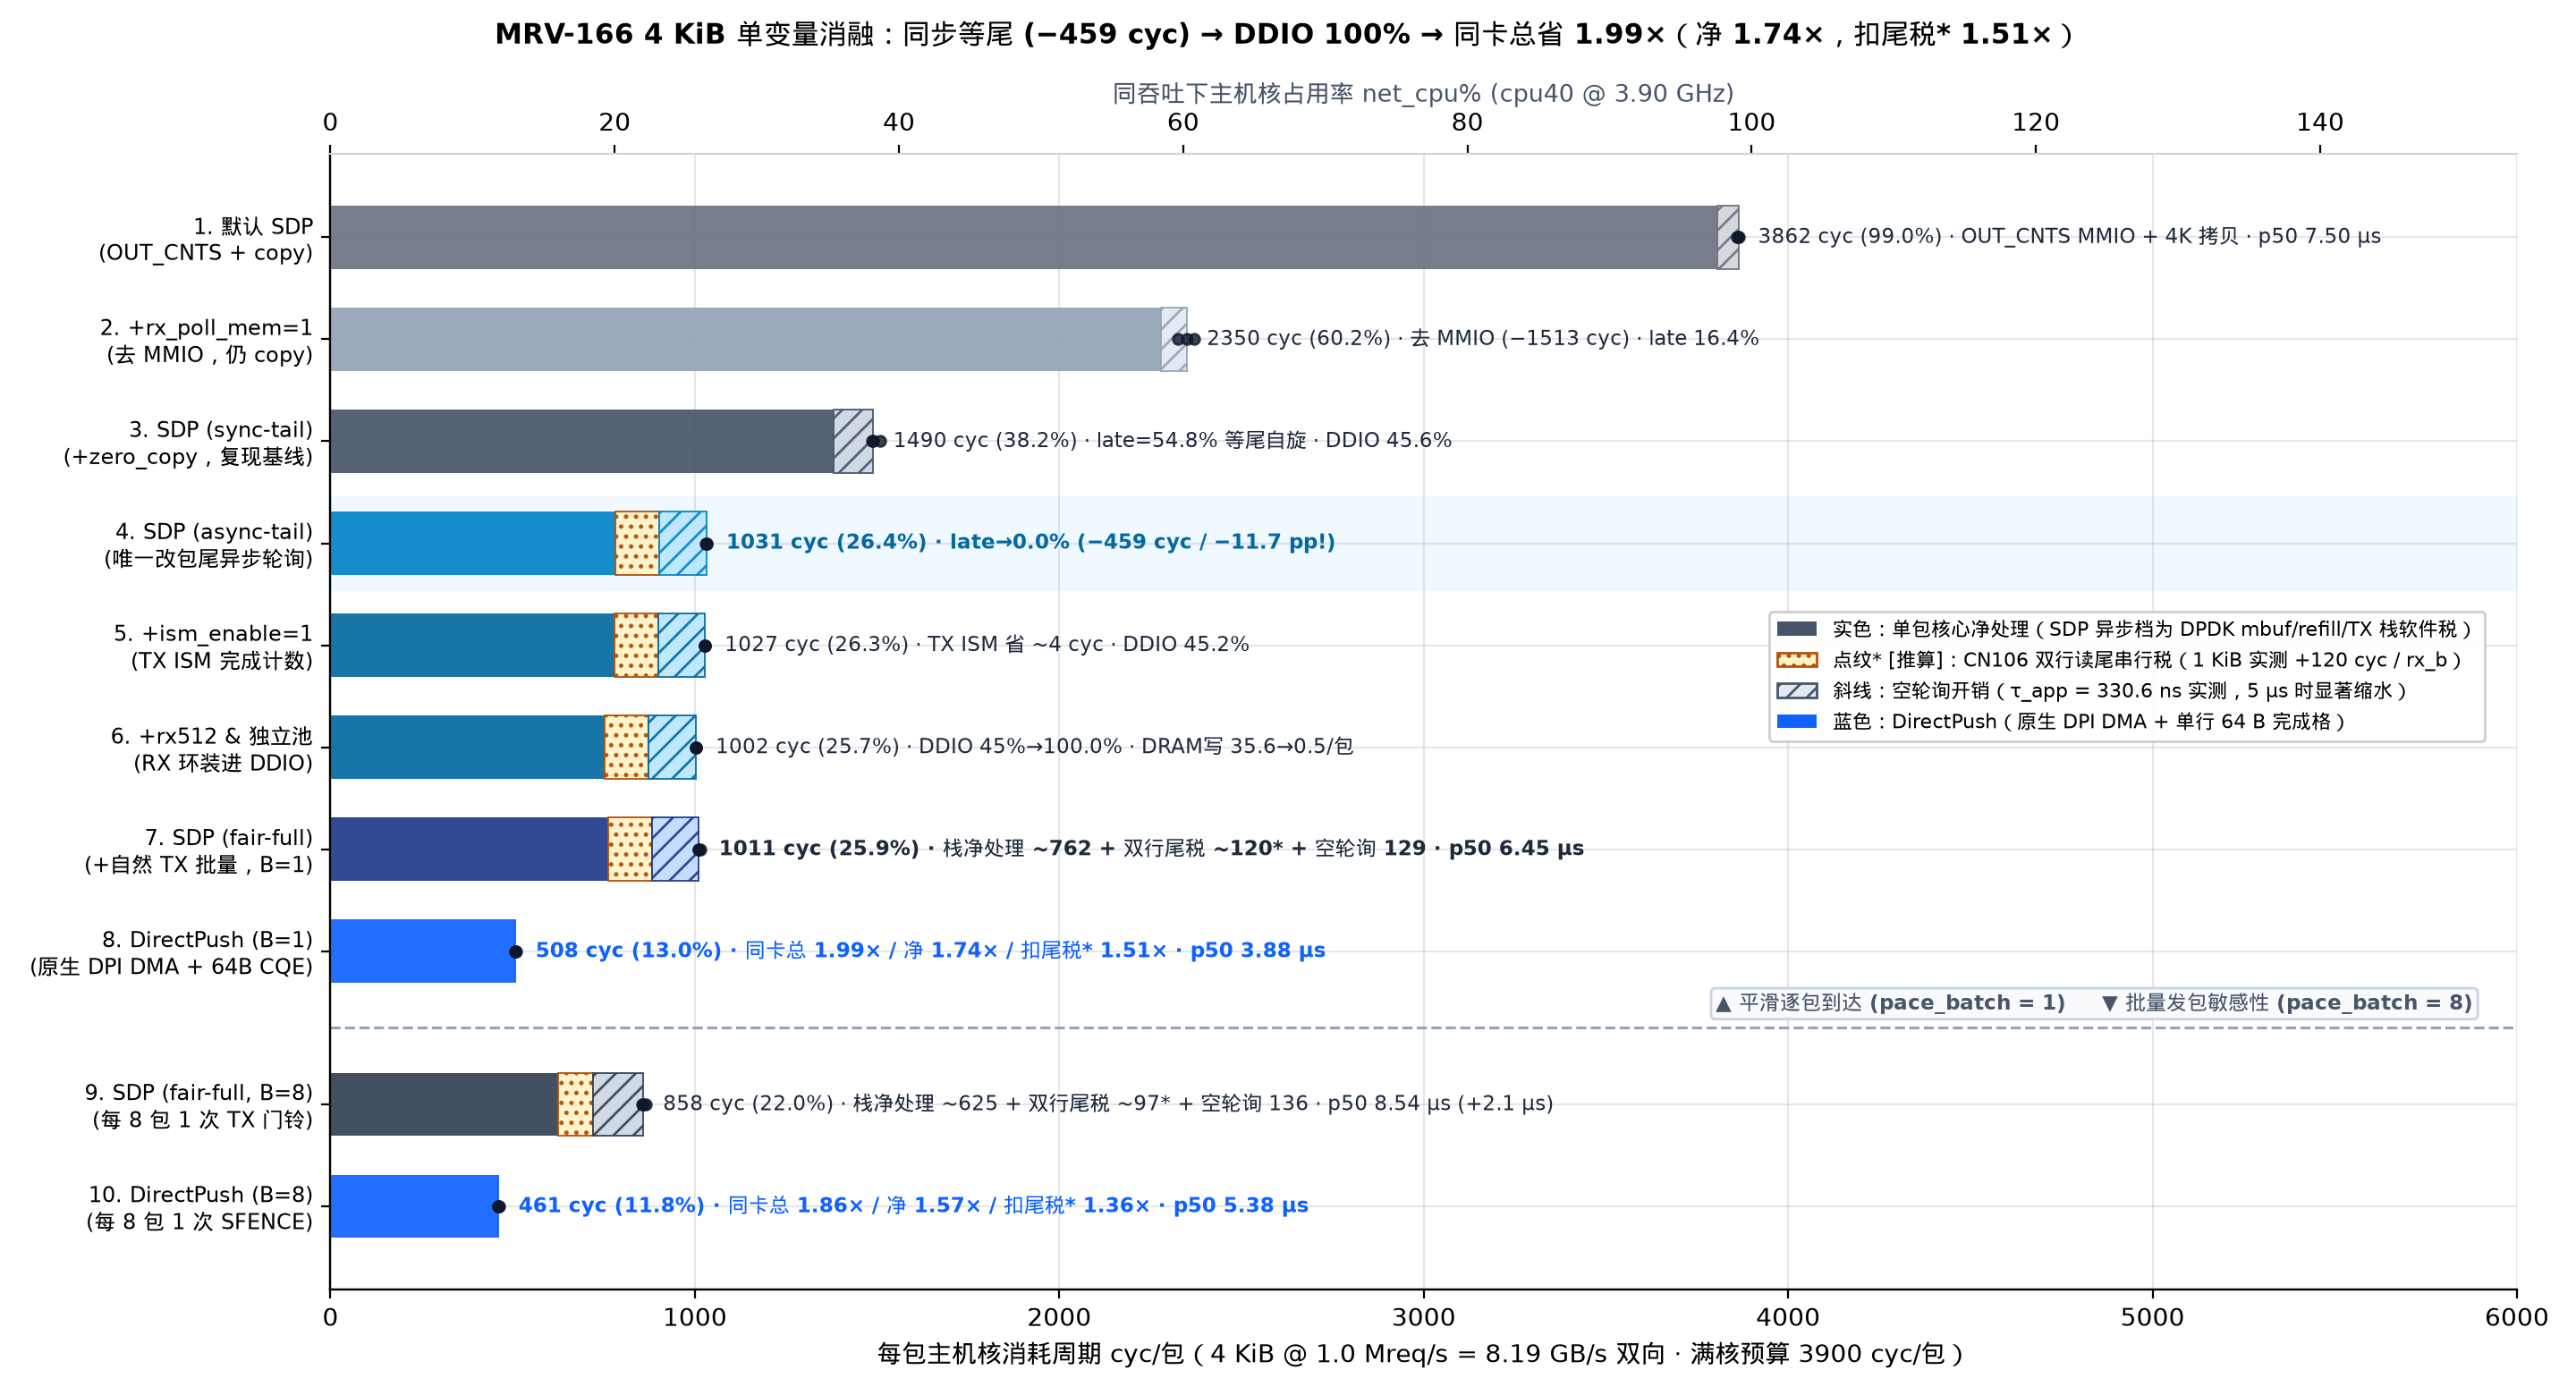 MRV-166 4 KiB 单变量消融：同步等尾 (−459 cyc) → DDIO 100% → 同卡总省 1.99×（净 1.74×，扣尾税* 1.51×）
同吞吐下主机核占用率 net_cpu% (cpu40 @ 3.90 GHz)
0 20 40 60 80 100 120 140
1. 默认 SDP
(OUT_CNTS + copy)
3862 cyc (99.0%) · OUT_CNTS MMIO + 4K 拷贝 · p50 7.50 μs
2. +rx_poll_mem=1
(去 MMIO，仍 copy)
2350 cyc (60.2%) · 去 MMIO (−1513 cyc) · late 16.4%
3. SDP (sync-tail)
(+zero_copy，复现基线)
1490 cyc (38.2%) · late=54.8% 等尾自旋 · DDIO 45.6%
4. SDP (async-tail)
(唯一改包尾异步轮询)
1031 cyc (26.4%) · late→0.0% (−459 cyc / −11.7 pp!)
5. +ism_enable=1
(TX ISM 完成计数)
1027 cyc (26.3%) · TX ISM 省 ~4 cyc · DDIO 45.2%
实色：单包核心净处理（SDP 异步档为 DPDK mbuf/refill/TX 栈软件税）
点纹* [推算]：CN106 双行读尾串行税（1 KiB 实测 +120 cyc / rx_b）
斜线：空轮询开销（τ_app = 330.6 ns 实测，5 μs 时显著缩水）
蓝色：DirectPush（原生 DPI DMA + 单行 64 B 完成格）
6. +rx512 & 独立池
(RX 环装进 DDIO)
1002 cyc (25.7%) · DDIO 45%→100.0% · DRAM写 35.6→0.5/包
7. SDP (fair-full)
(+自然 TX 批量，B=1)
1011 cyc (25.9%) · 栈净处理 ~762 + 双行尾税 ~120* + 空轮询 129 · p50 6.45 μs
8. DirectPush (B=1)
(原生 DPI DMA + 64B CQE)
508 cyc (13.0%) · 同卡总 1.99× / 净 1.74× / 扣尾税* 1.51× · p50 3.88 μs
▲ 平滑逐包到达 (pace_batch = 1) ▼ 批量发包敏感性 (pace_batch = 8)
9. SDP (fair-full, B=8)
(每 8 包 1 次 TX 门铃)
858 cyc (22.0%) · 栈净处理 ~625 + 双行尾税 ~97* + 空轮询 136 · p50 8.54 μs (+2.1 μs)
10. DirectPush (B=8)
(每 8 包 1 次 SFENCE)
461 cyc (11.8%) · 同卡总 1.86× / 净 1.57× / 扣尾税* 1.36× · p50 5.38 μs
0 1000 2000 3000 4000 5000 6000
每包主机核消耗周期 cyc/包（4 KiB @ 1.0 Mreq/s = 8.19 GB/s 双向 · 满核预算 3900 cyc/包）